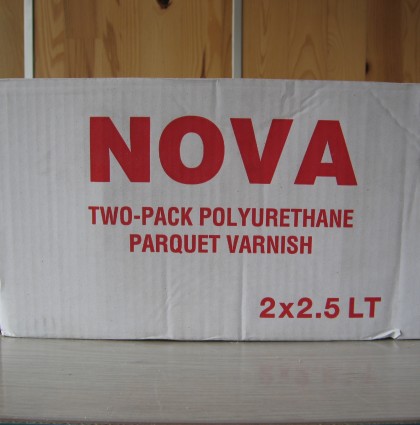 NOVA
TWO-PACK POLYURETHANE
PARQUET VARNISH
2x2.5 LT